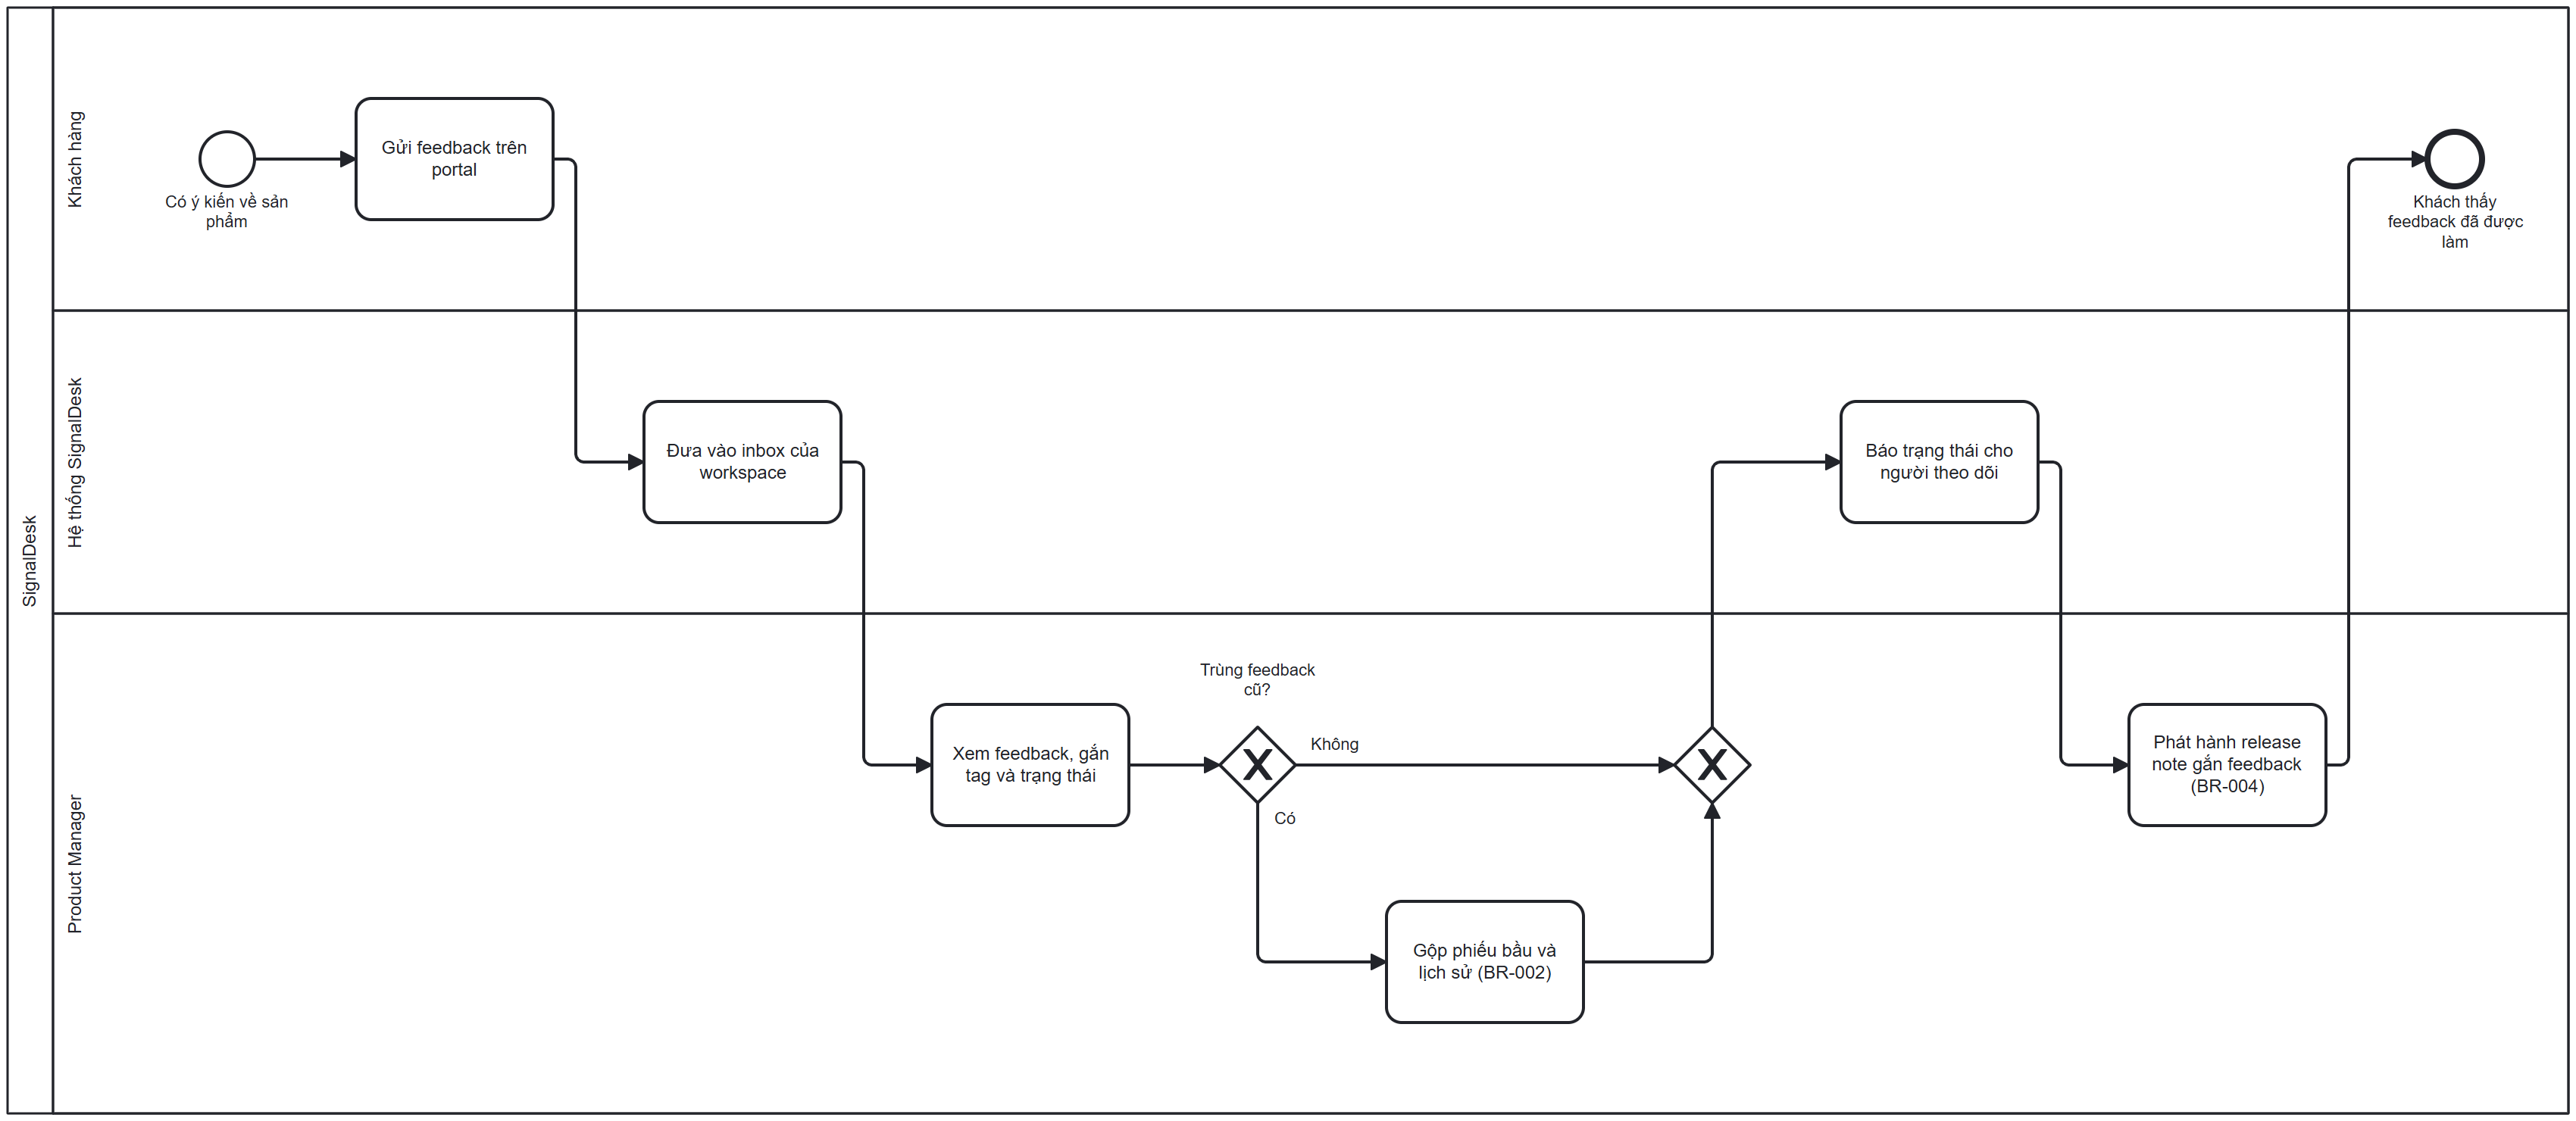 SignalDesk
Khách hàng
Có ý kiến về sản
phẩm
Gửi feedback trên
portal
Khách thấy
feedback đã được
làm
Hệ thống SignalDesk
Đưa vào inbox của
workspace
Báo trạng thái cho
người theo dõi
Product Manager
Xem feedback, gắn
tag và trạng thái
Trùng feedback
cũ?
Không
Có
Gộp phiếu bầu và
lịch sử (BR-002)
Phát hành release
note gắn feedback
(BR-004)